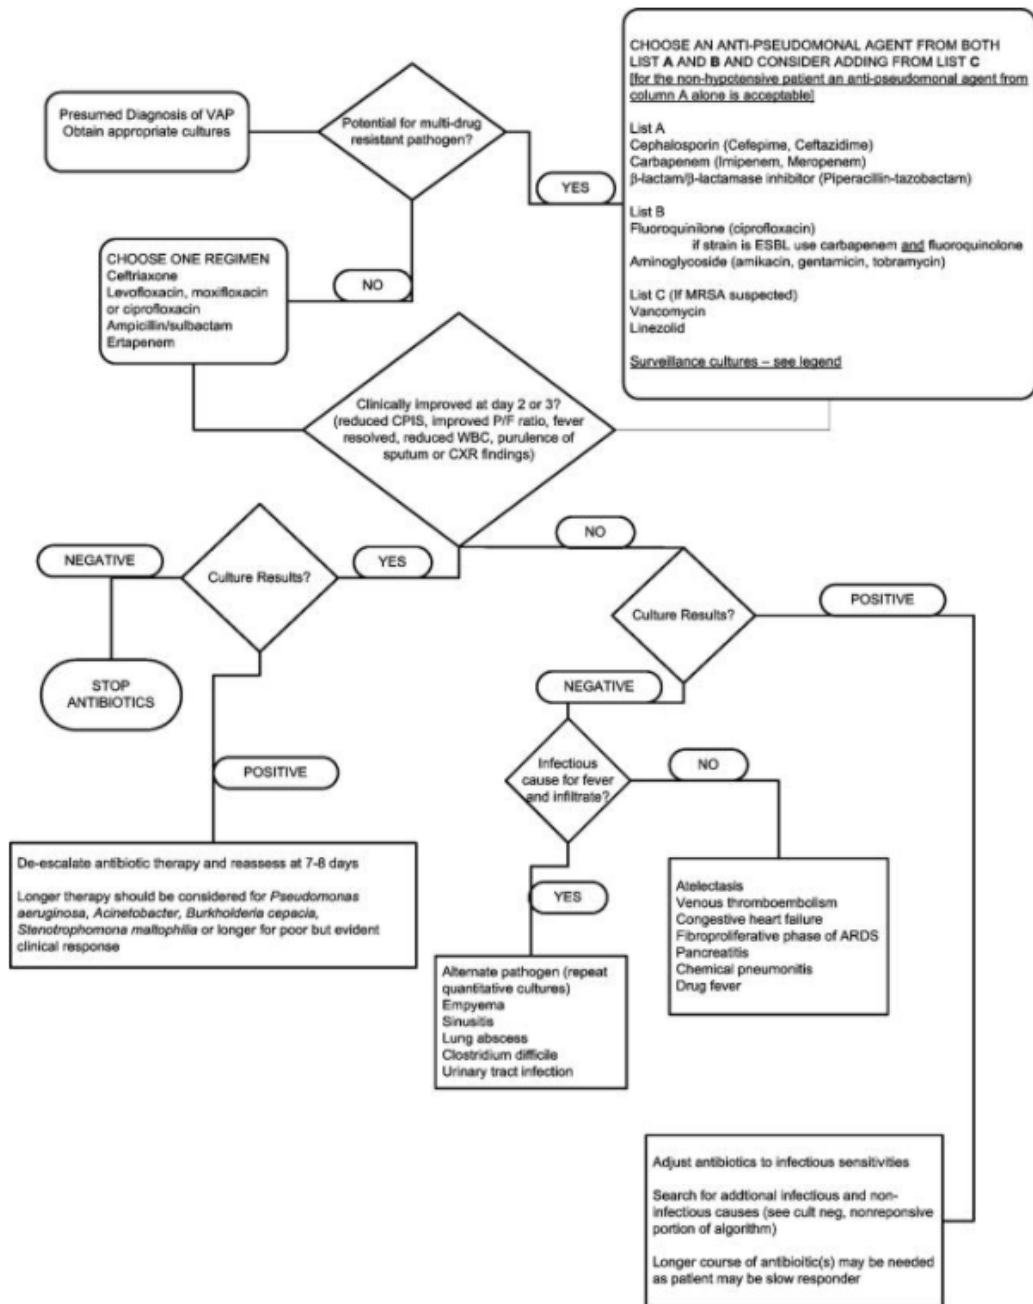 Presumed Diagnosis of VAP
Obtain appropriate cultures
Potential for multi-drug
resistant pathogen?
YES
CHOOSE AN ANTI-PSEUDOMONAL AGENT FROM BOTH
LIST A AND B AND CONSIDER ADDING FROM LIST C
[for the non-hypotensive patient an anti-pseudomonal agent from
column A alone is acceptable]
List A
Cephalosporin (Cefepime, Ceftazidime)
Carbapenem (Imipenem, Meropenem)
β-lactam/β-lactamase inhibitor (Piperacillin-tazobactam)
List B
Fluoroquinilone (ciprofloxacin)
if strain is ESBL use carbapenem and fluoroquinolone
Aminoglycoside (amikacin, gentamicin, tobramycin)
List C (If MRSA suspected)
Vancomycin
Linezolid
Surveillance cultures – see legend
NO
CHOOSE ONE REGIMEN
Ceftriaxone
Levofloxacin, moxifloxacin
or ciprofloxacin
Ampicillin/sulbactam
Ertapenem
Clinically improved at day 2 or 3?
(reduced CPIS, improved P/F ratio, fever
resolved, reduced WBC, purulence of
sputum or CXR findings)
NEGATIVE
Culture Results?
YES
NO
Culture Results?
POSITIVE
STOP
ANTIBIOTICS
NEGATIVE
POSITIVE
Infectious
cause for fever
and infiltrate?
NO
De-escalate antibiotic therapy and reassess at 7-8 days
Longer therapy should be considered for Pseudomonas
aeruginosa, Acinetobacter, Burkholderia cepacia,
Stenotrophomona maltophilia or longer for poor but evident
clinical response
YES
Atelectasis
Venous thromboembolism
Congestive heart failure
Fibroproliferative phase of ARDS
Pancreatitis
Chemical pneumonitis
Drug fever
Alternate pathogen (repeat
quantitative cultures)
Empyema
Sinusitis
Lung abscess
Clostridium difficile
Urinary tract infection
Adjust antibiotics to infectious sensitivities
Search for addtional infectious and non-
infectious causes (see cult neg, nonreponsive
portion of algorithm)
Longer course of antibioitic(s) may be needed
as patient may be slow responder